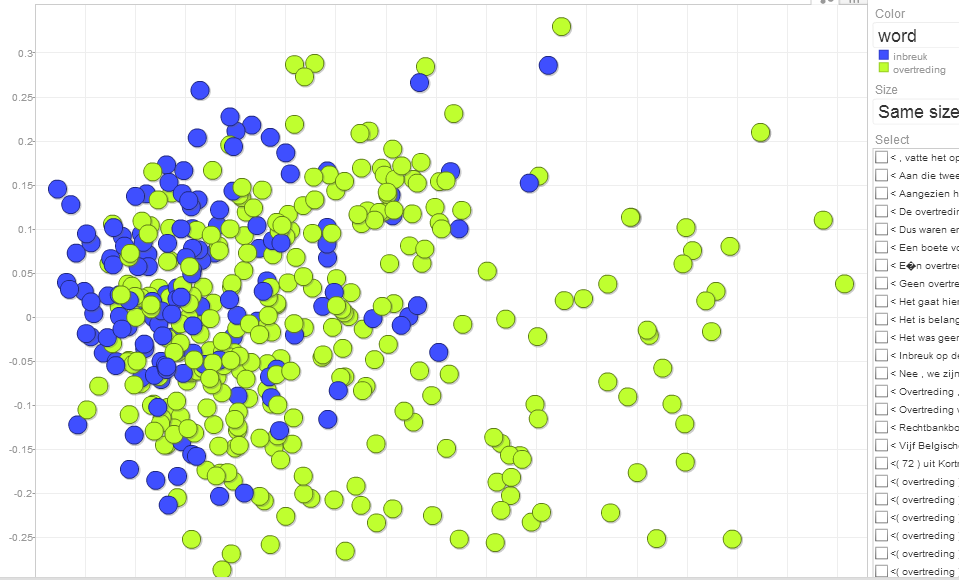 Color
word
inbreuk
overtreding
Size
Same size
Select
< , vatte het op
< Aan die twee
< Aangezien h
< De overtredin
< Dus waren er
< Een boete vo
< E�n overtred
< Geen overtre
< Het gaat hier
< Het is belang
< Het was geen
< Inbreuk op de
< Nee , we zijn
< Overtreding ,
< Overtreding v
< Rechtbankbo
< Vijf Belgisch
<( 72 ) uit Kortr
<( overtreding
<( overtreding
<( overtreding
<( overtreding
<( overtreding
<( overtreding
0.3
0.25
0.2
0.15
0.1
0.05
0
-0.05
-0.1
-0.15
-0.2
-0.25